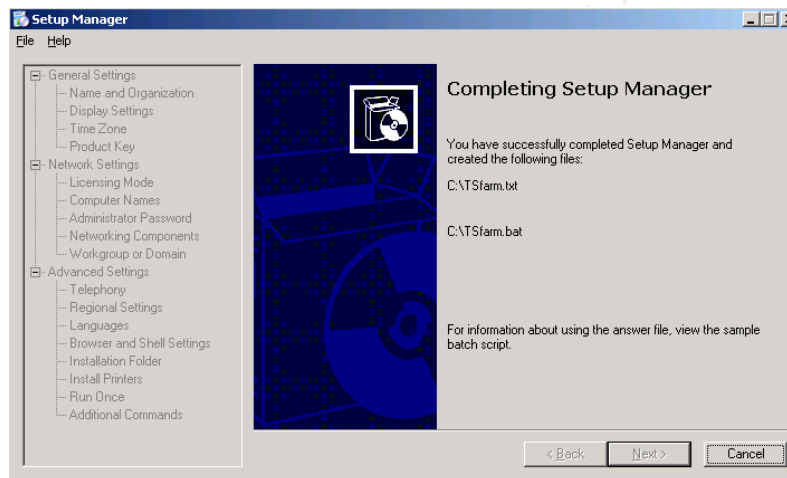 Setup Manager
File Help
General Settings
Name and Organization
Display Settings
Time Zone
Product Key
Network Settings
Licensing Mode
Computer Names
Administrator Password
Networking Components
Workgroup or Domain
Advanced Settings
Telephony
Regional Settings
Languages
Browser and Shell Settings
Installation Folder
Install Printers
Run Once
Additional Commands
Completing Setup Manager
You have successfully completed Setup Manager and
created the following files:
C:\TSfarm.txt
C:\TSfarm.bat
For information about using the answer file, view the sample
batch script.
< Back Next > Cancel